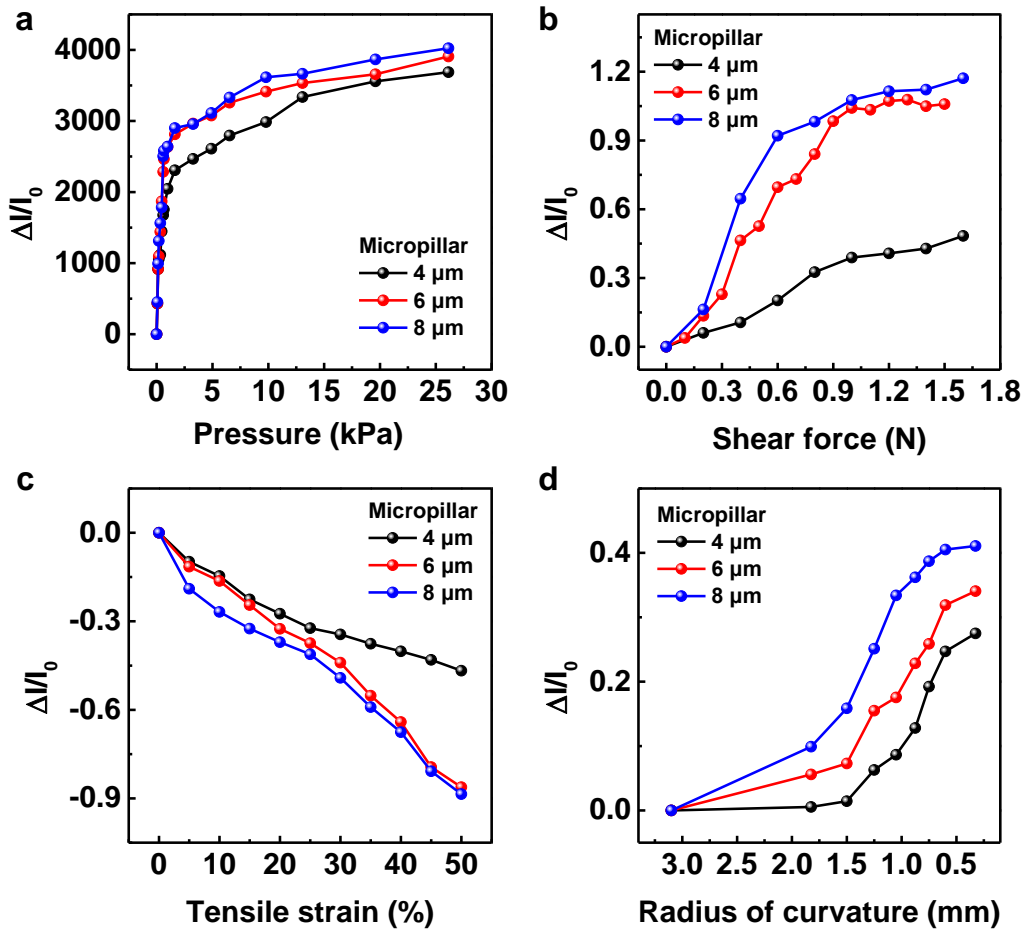 a
ΔI/I₀
4000
3000
2000
1000
0
Micropillar
4 μm
6 μm
8 μm
0 5 10 15 20 25 30
Pressure (kPa)
b
ΔI/I₀
1.2
0.9
0.6
0.3
0.0
Micropillar
4 μm
6 μm
8 μm
0.0 0.3 0.6 0.9 1.2 1.5 1.8
Shear force (N)
c
ΔI/I₀
0.0
-0.3
-0.6
-0.9
Micropillar
4 μm
6 μm
8 μm
0 10 20 30 40 50
Tensile strain (%)
d
ΔI/I₀
0.4
0.2
0.0
Micropillar
4 μm
6 μm
8 μm
3.0 2.5 2.0 1.5 1.0 0.5
Radius of curvature (mm)